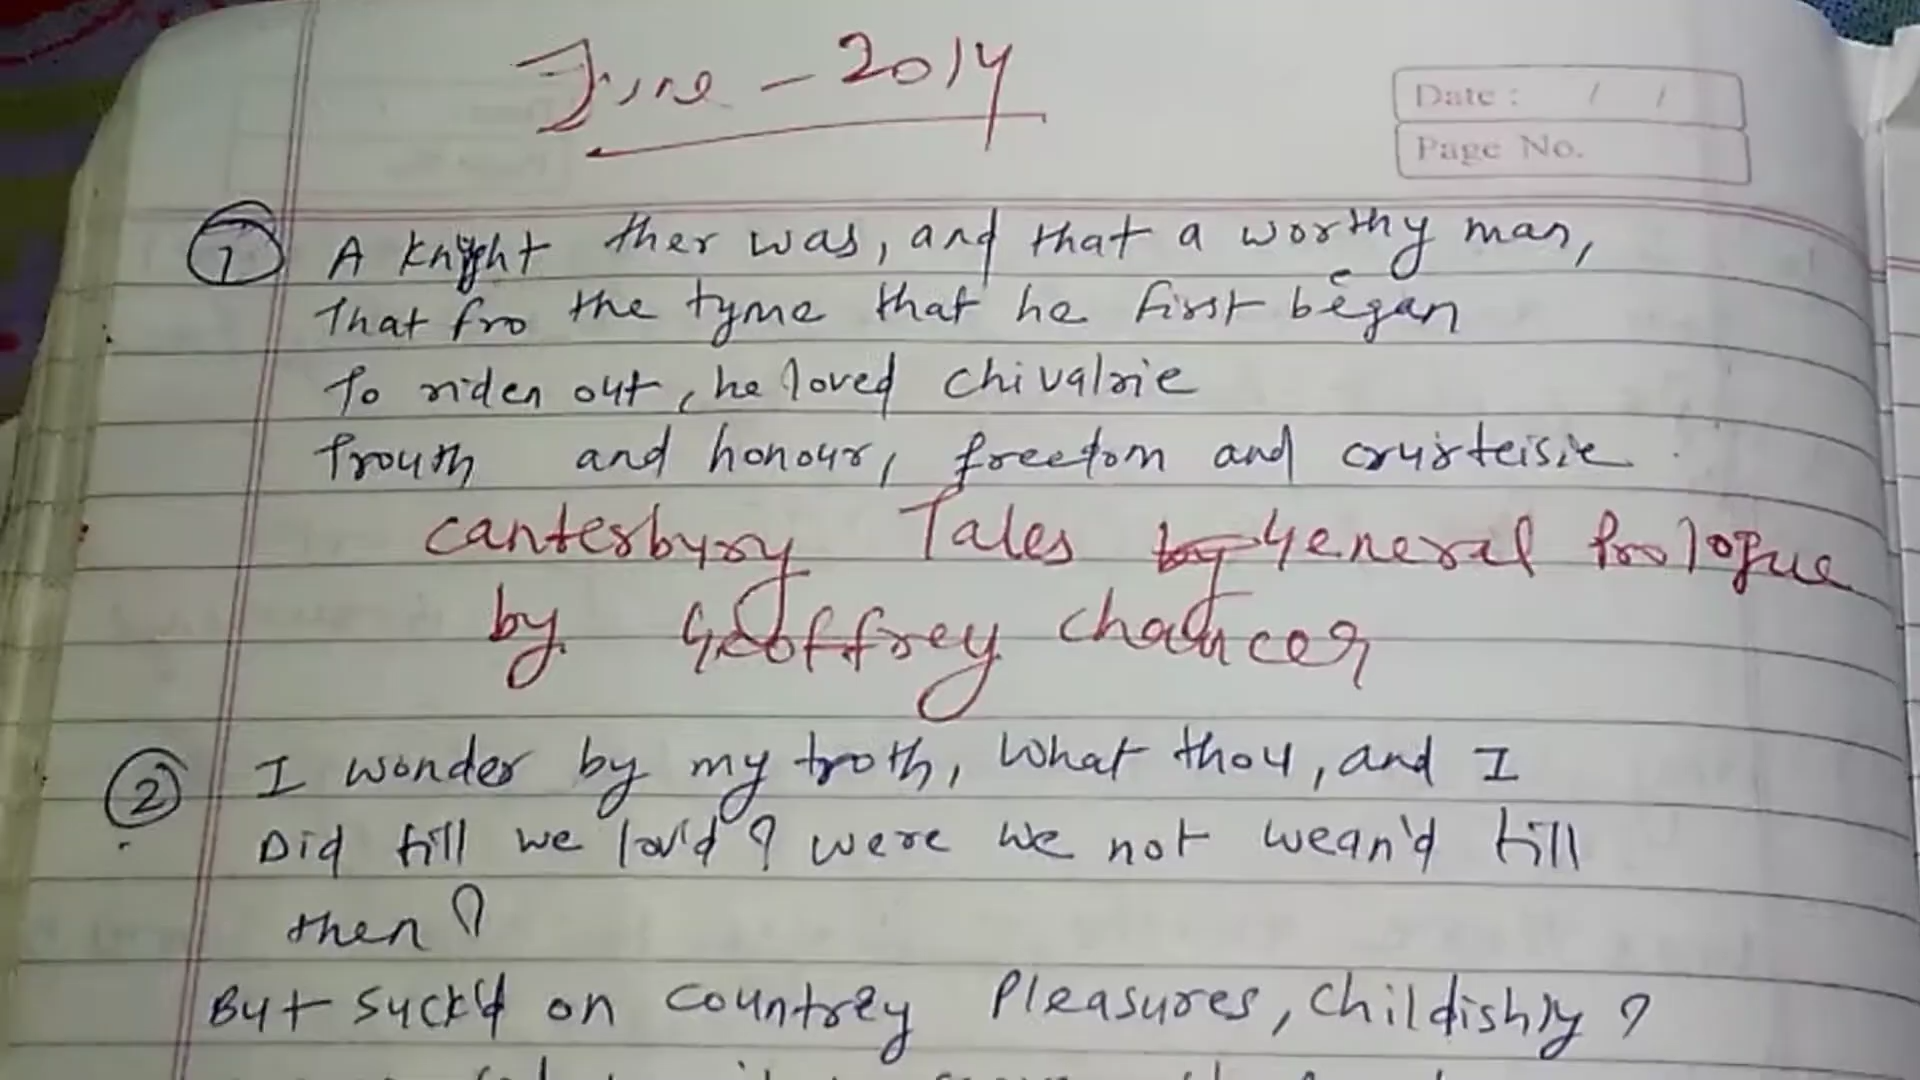 June - 2014
Date : / /
Page No.
1 A Knight ther was, and that a worthy man,
That fro the tyme that he first began
To riden out, he loved chivalrie
Trouth and honour, freedom and crurteisie.
Canterbury Tales by General Prologue
by Geoffrey Chaucer
2 I wonder by my troth, What thou, and I
Did till we lov'd? were we not wean'd till
then?
But suck'd on countrey Pleasures, childishly?